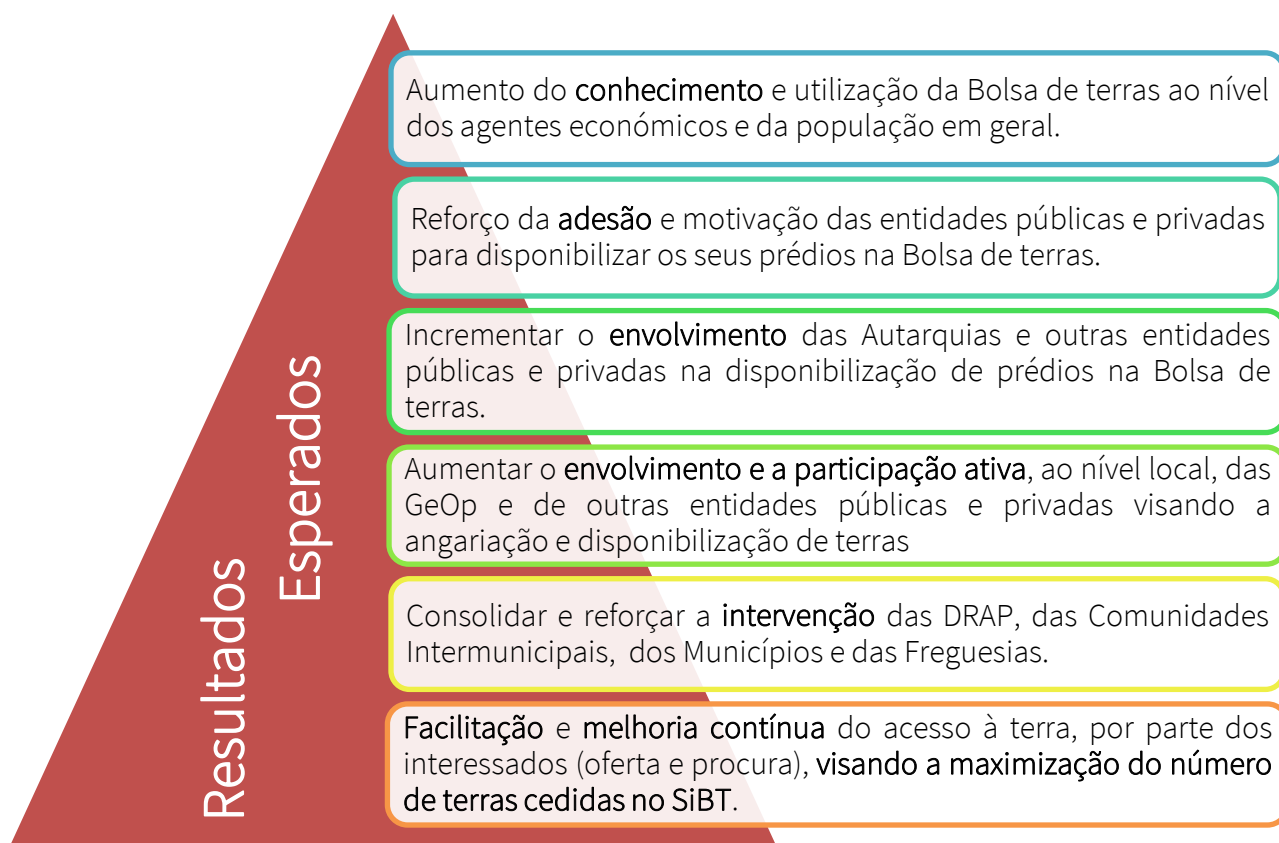 Aumento do conhecimento e utilização da Bolsa de terras ao nível
dos agentes económicos e da população em geral.
Reforço da adesão e motivação das entidades públicas e privadas
para disponibilizar os seus prédios na Bolsa de terras.
Incrementar o envolvimento das Autarquias e outras entidades
públicas e privadas na disponibilização de prédios na Bolsa de
terras.
Aumentar o envolvimento e a participação ativa, ao nível local, das
GeOp e de outras entidades públicas e privadas visando a
angariação e disponibilização de terras
Consolidar e reforçar a intervenção das DRAP, das Comunidades
Intermunicipais, dos Municípios e das Freguesias.
Facilitação e melhoria contínua do acesso à terra, por parte dos
interessados (oferta e procura), visando a maximização do número
de terras cedidas no SiBT.
Resultados
Esperados